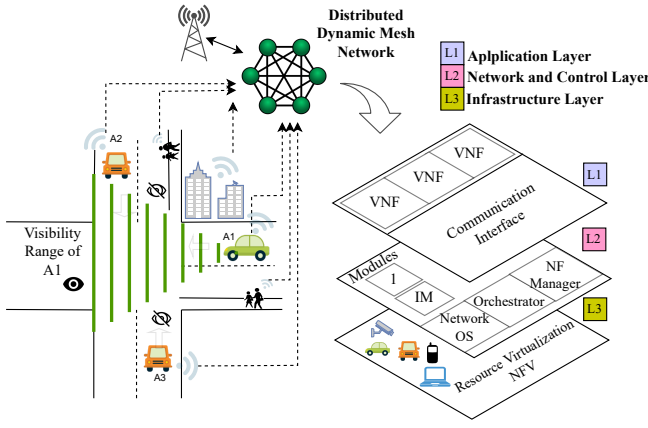 Distributed
Dynamic Mesh
Network
L1 Aplplication Layer
L2 Network and Control Layer
L3 Infrastructure Layer
A2
Visibility
Range of
A1
A1
A3
VNF
VNF
VNF
Communication
Interface
L1
Modules
1
IM
Network
OS
Orchestrator
NF
Manager
L2
Resource Virtualization
NFV
L3